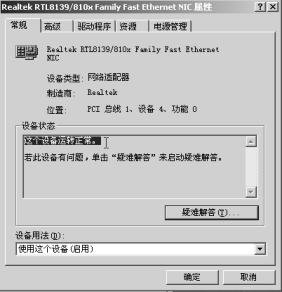 Realtek RTL8139/810x Family Fast Ethernet NIC 属性
常规 高级 驱动程序 资源 电源管理
Realtek RTL8139/810x Family Fast Ethernet
NIC
设备类型: 网络适配器
制造商: Realtek
位置: PCI 总线 1、设备 4、功能 0
设备状态
这个设备运转正常。
若此设备有问题，单击“疑难解答”来启动疑难解答。
疑难解答(T)...
设备用法(D):
使用这个设备(启用)
确定 取消